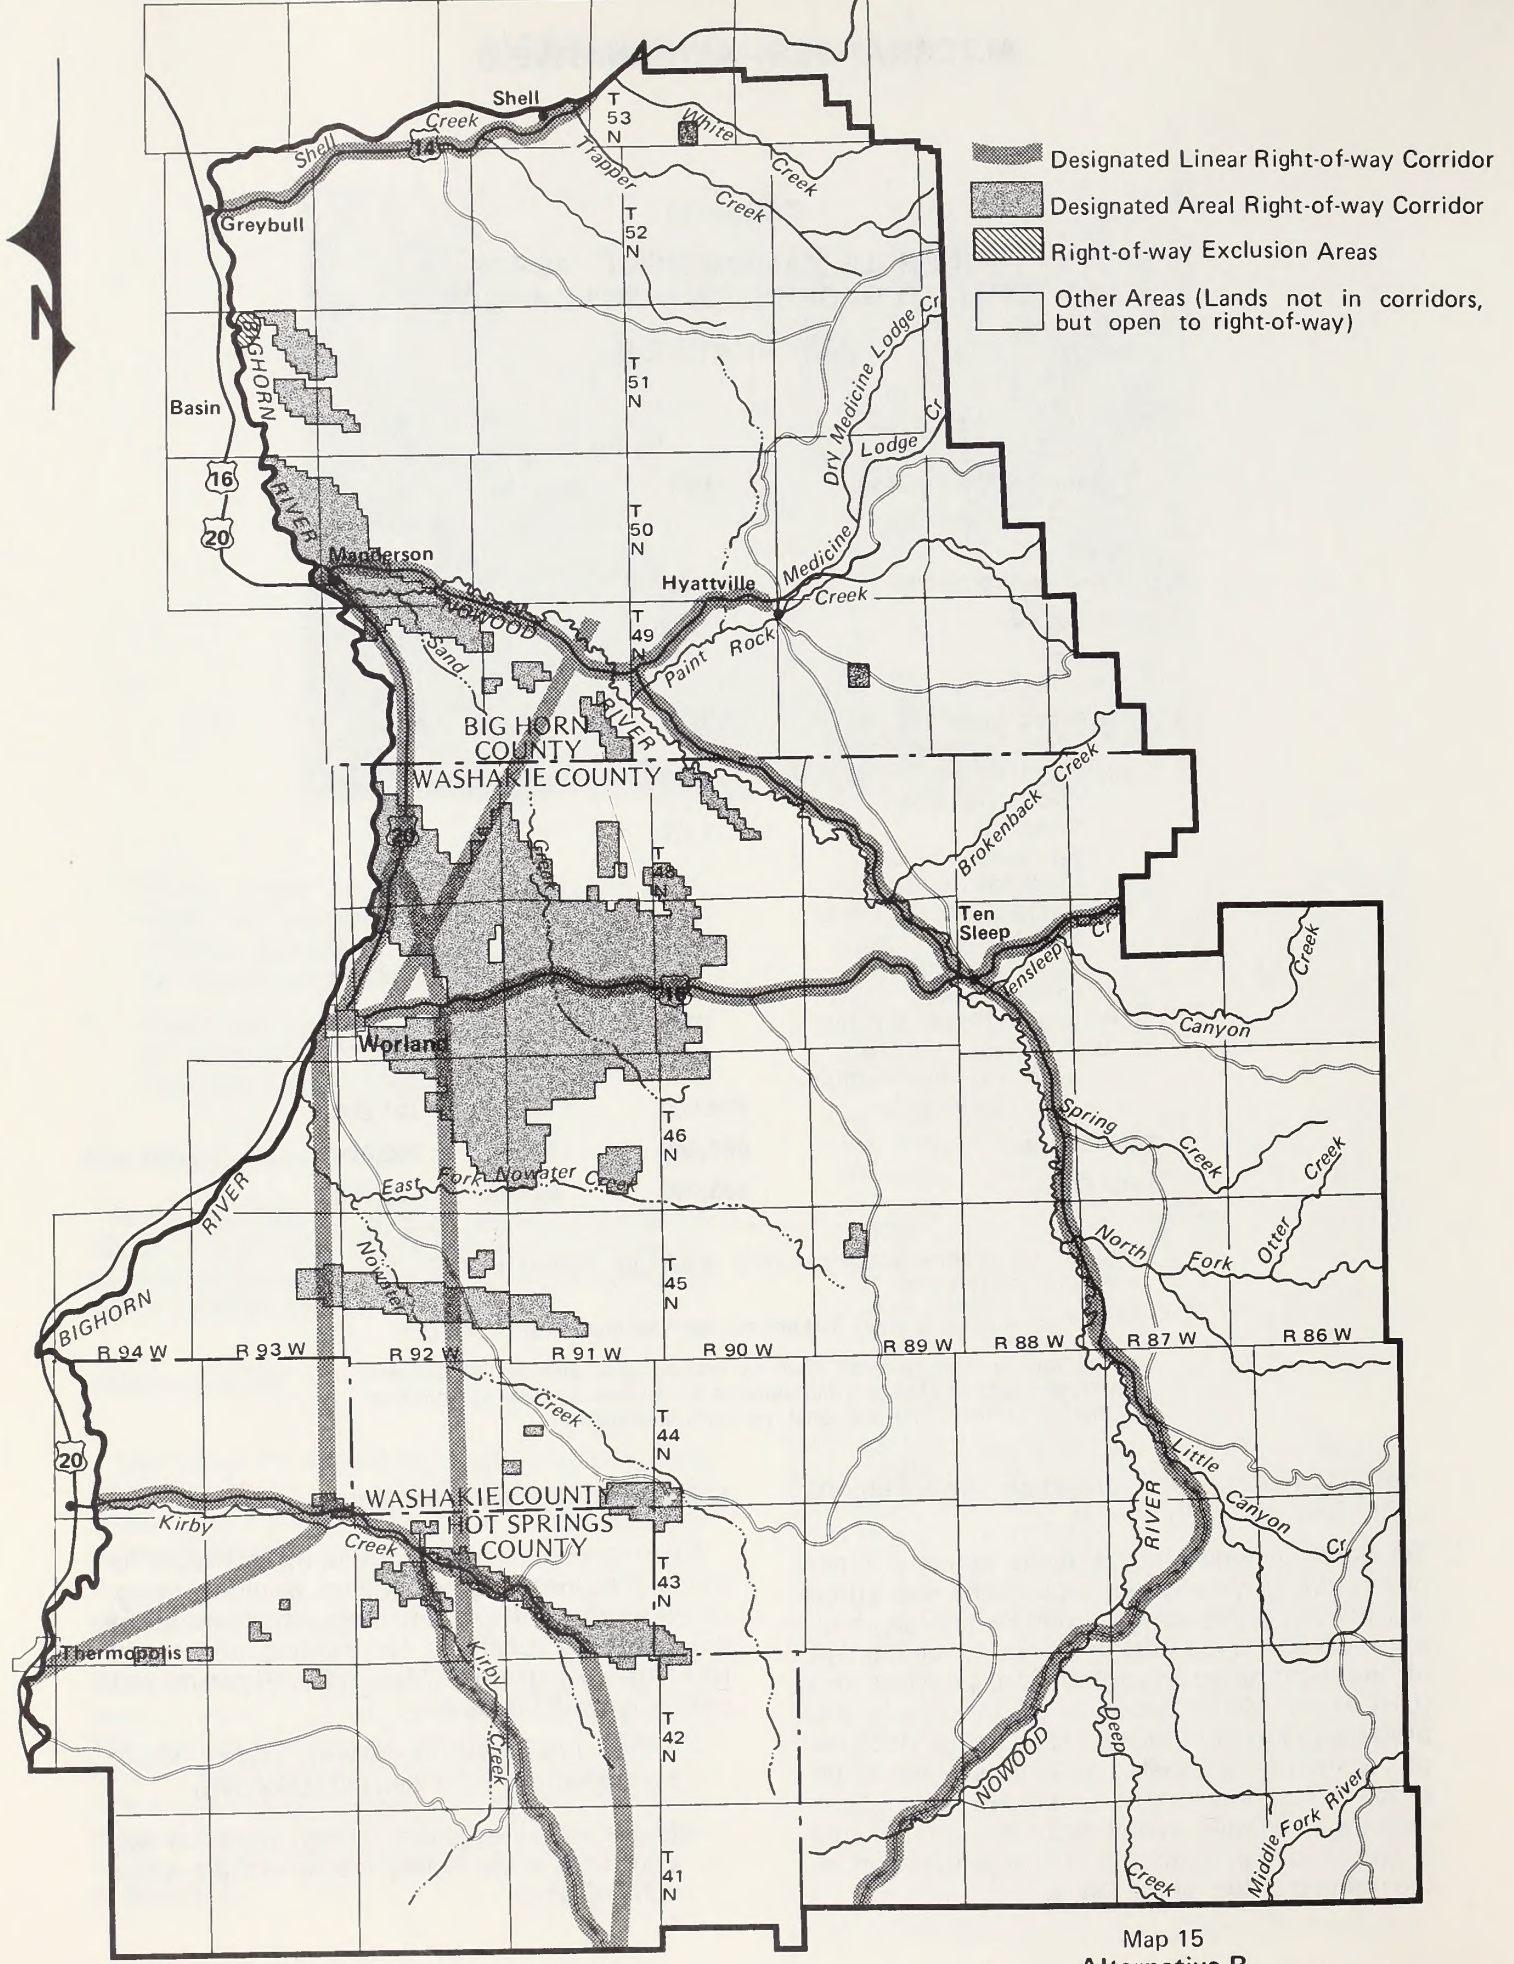 Shell
T
53
N
White
Creek
Shell
14
Trapper
Creek
Creek
Designated Linear Right-of-way Corridor
Designated Areal Right-of-way Corridor
Right-of-way Exclusion Areas
Other Areas (Lands not in corridors,
but open to right-of-way)
Greybull
T
52
N
N
BIGHORN
RIVER
Basin
T
51
N
Dry Medicine Lodge Cr
Medicine Lodge Cr
16
20
T
50
N
Manderson
Hyattville
Creek
NOWOOD
RIVER
T
49
N
Paint Rock
Sand
BIG HORN
COUNTY
WASHAKIE COUNTY
20
T
48
N
Brokenback Creek
Ten
Sleep
Tensleep
Cr
Creek
Canyon
16
Worland
T
46
N
Spring
Creek
East Fork Nowater Creek
Otter Creek
North Fork
RIVER
Nowater
T
45
N
BIGHORN
R 94 W
R 93 W
R 92 W
R 91 W
R 90 W
R 89 W
R 88 W
R 87 W
R 86 W
Creek
T
44
N
20
Little
Canyon
Cr
RIVER
WASHAKIE COUNTY
HOT SPRINGS
COUNTY
Kirby
Creek
T
43
N
Thermopolis
Kirby
Creek
T
42
N
NOWOOD
Deep
Creek
Middle Fork River
T
41
N
Map 15
Alternative B